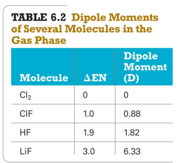 TABLE 6.2 Dipole Moments
of Several Molecules in the
Gas Phase
Molecule ΔEN Dipole Moment (D)
Cl₂ 0 0
ClF 1.0 0.88
HF 1.9 1.82
LiF 3.0 6.33